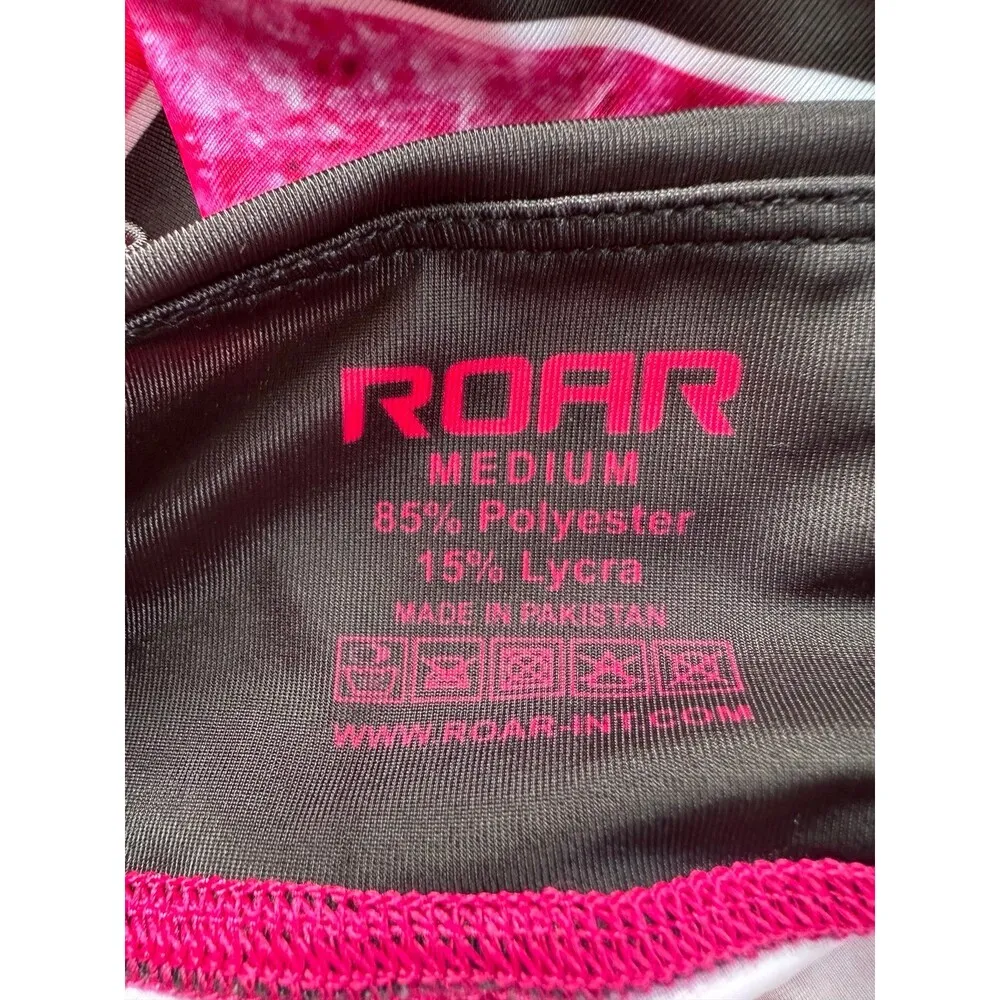 ROAR
MEDIUM
85% Polyester
15% Lycra
MADE IN PAKISTAN
WWW.ROAR-INT.COM